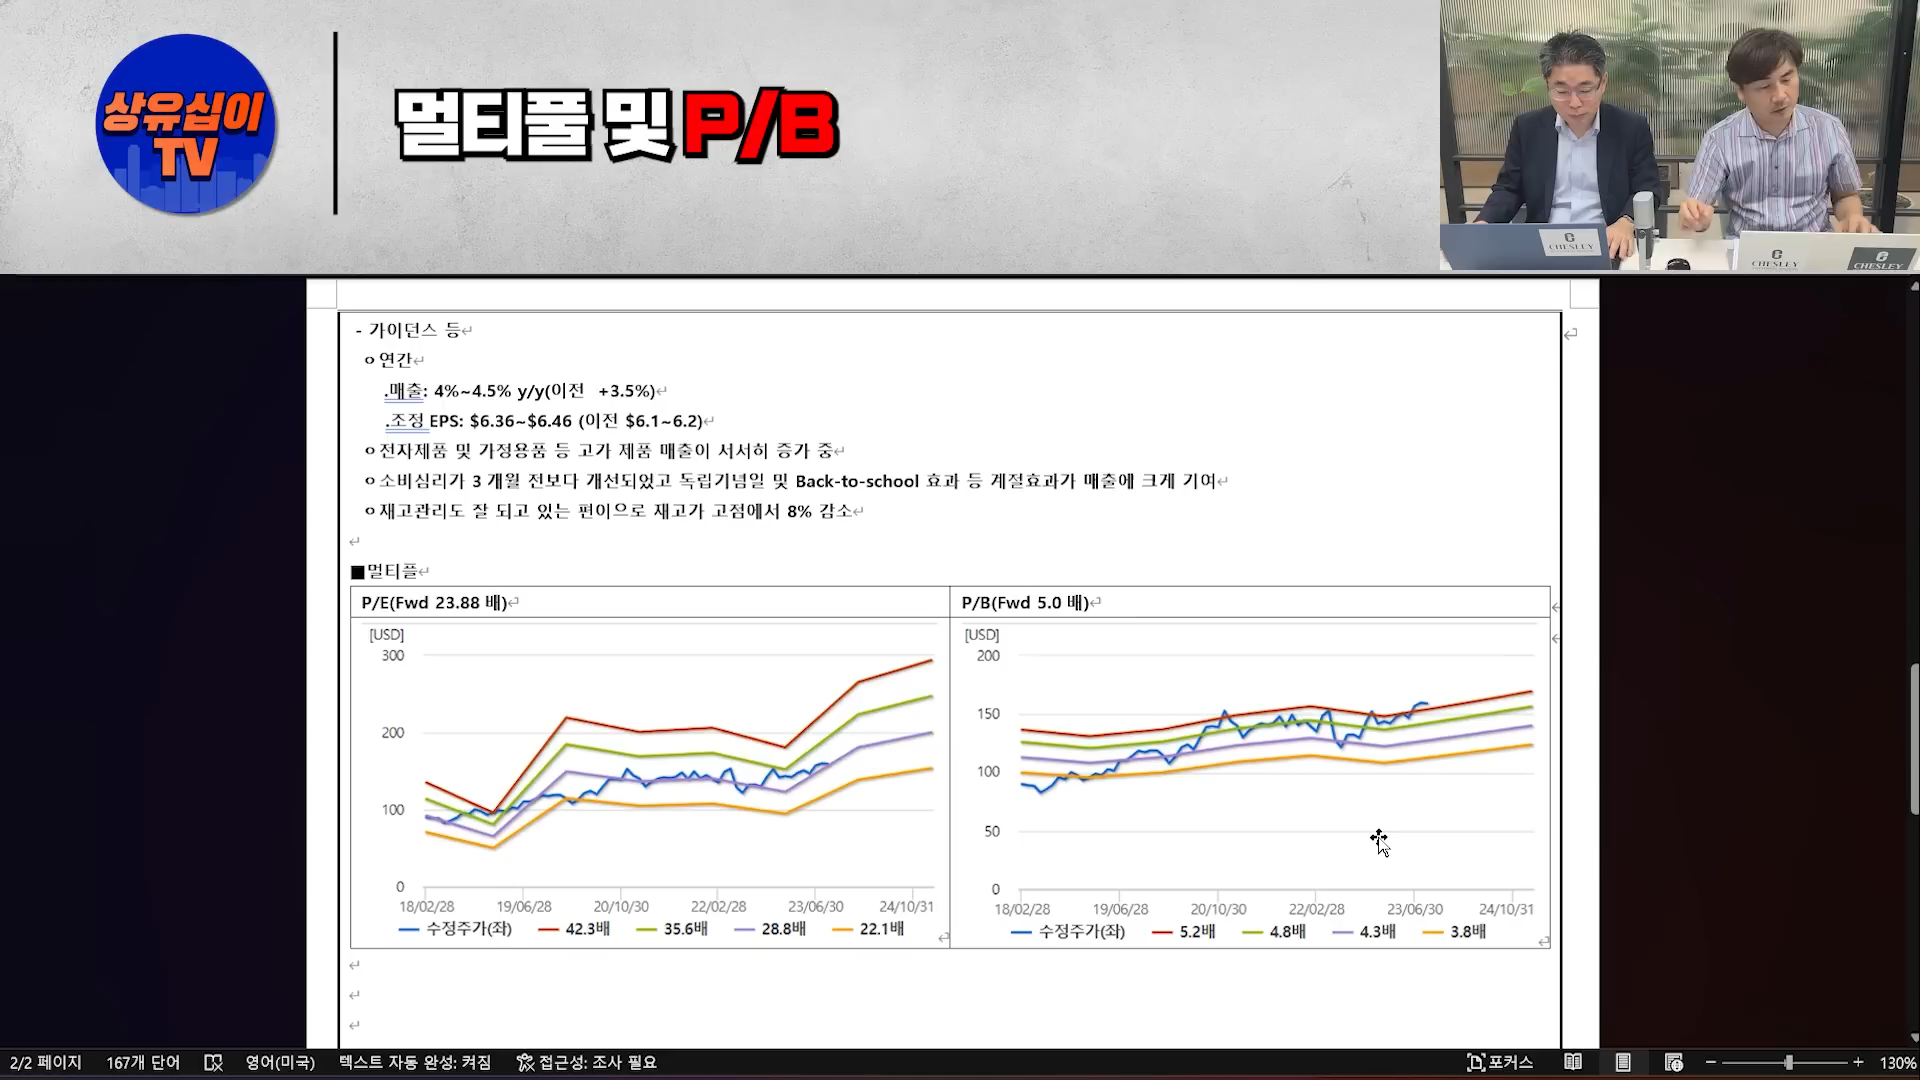 상유십이
TV
멀티풀 및 P/B
CHESLEY
CHESLEY
CHESLEY
- 가이던스 등
연간
.매출: 4%~4.5% y/y(이전 +3.5%)
.조정 EPS: $6.36~$6.46 (이전 $6.1~6.2)
전자제품 및 가정용품 등 고가 제품 매출이 서서히 증가 중
소비심리가 3개월 전보다 개선되었고 독립기념일 및 Back-to-school 효과 등 계절효과가 매출에 크게 기여
재고관리도 잘 되고 있는 편이으로 재고가 고점에서 8% 감소
■멀티플
P/E(Fwd 23.88 배)
[USD]
300
200
100
0
18/02/28 19/06/28 20/10/30 22/02/28 23/06/30 24/10/31
수정주가(좌) 42.3배 35.6배 28.8배 22.1배
P/B(Fwd 5.0 배)
[USD]
200
150
100
50
0
18/02/28 19/06/28 20/10/30 22/02/28 23/06/30 24/10/31
수정주가(좌) 5.2배 4.8배 4.3배 3.8배
2/2 페이지 167개 단어 영어(미국) 텍스트 자동 완성: 켜짐 접근성: 조사 필요 포커스 130%